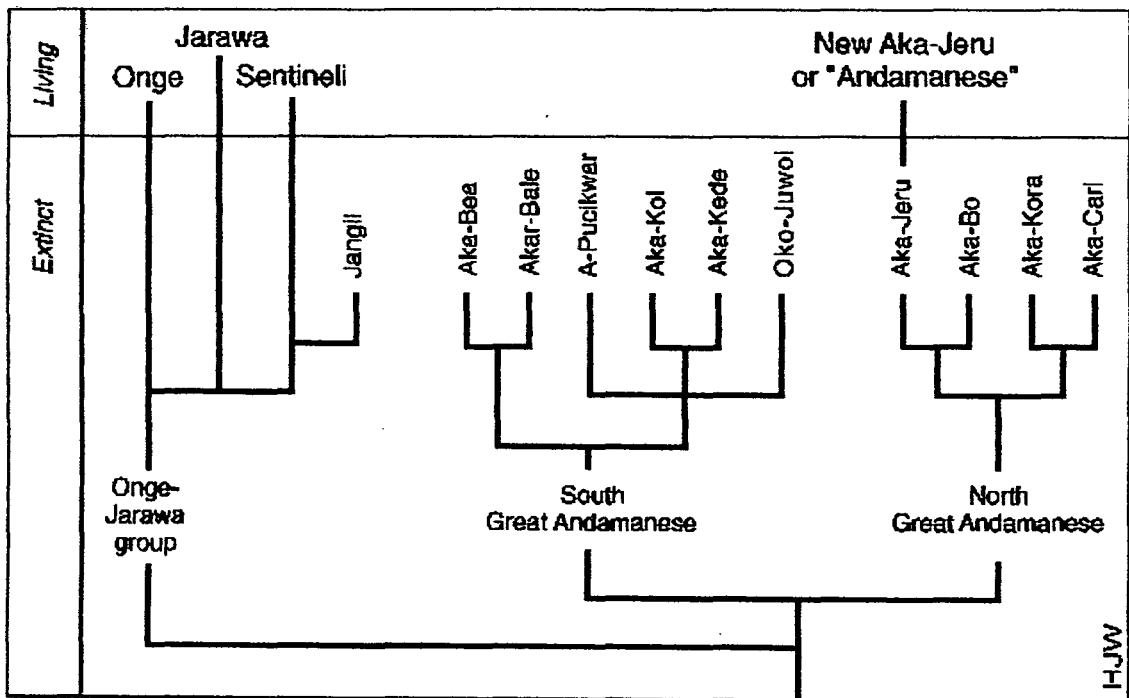 Living
Jarawa
Onge
Sentineli
New Aka-Jeru
or "Andamanese"
Extinct
Jangil
Aka-Bea
Akar-Bale
A-Pucikwar
Aka-Kol
Aka-Kede
Oko-Juwoi
Aka-Jeru
Aka-Bo
Aka-Kora
Aka-Cari
Onge-
Jarawa
group
South
Great Andamanese
North
Great Andamanese
HJW